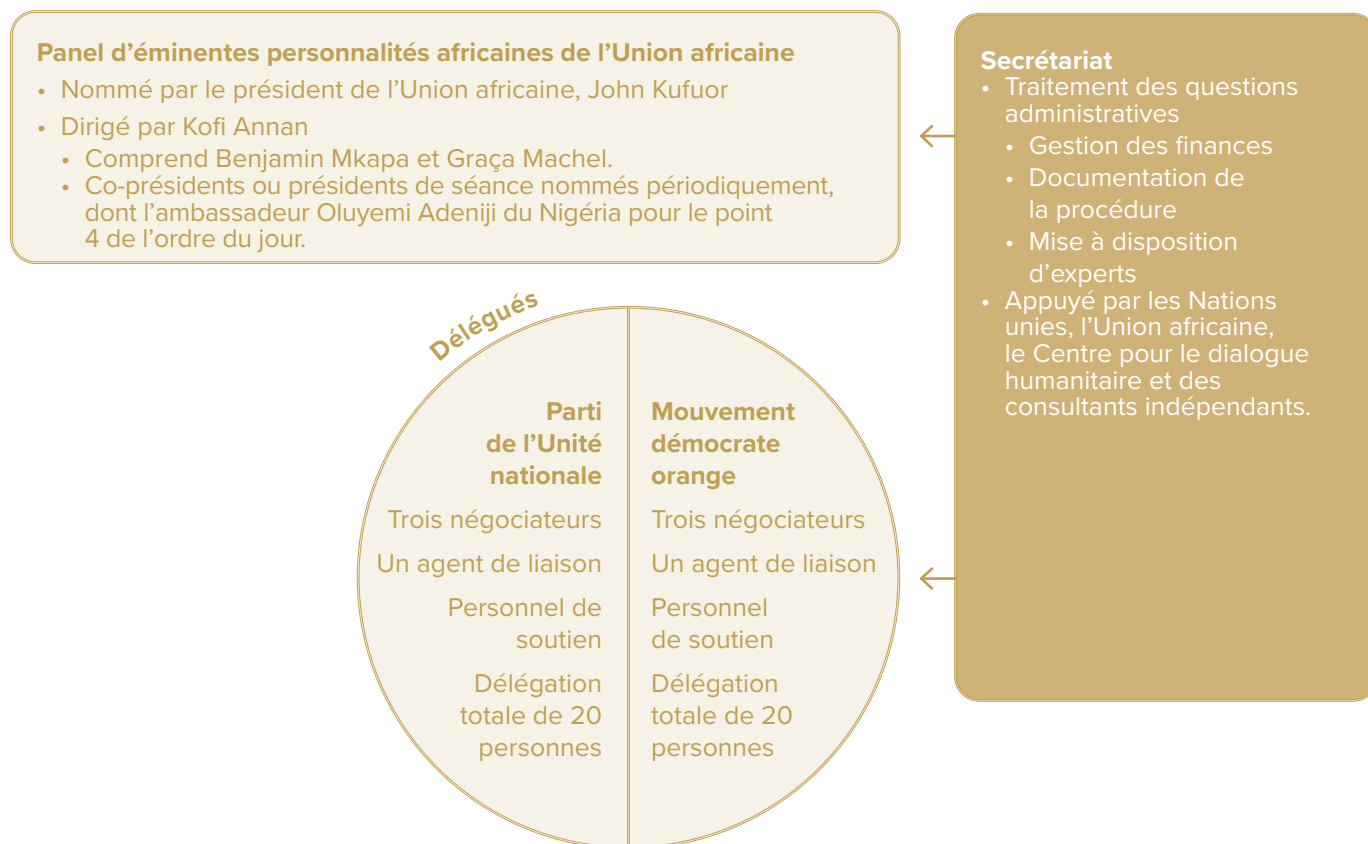 Panel d’éminentes personnalités africaines de l’Union africaine
• Nommé par le président de l’Union africaine, John Kufuor
• Dirigé par Kofi Annan
• Comprend Benjamin Mkapa et Graça Machel.
• Co-présidents ou présidents de séance nommés périodiquement,
dont l’ambassadeur Oluyemi Adeniji du Nigéria pour le point
4 de l’ordre du jour.
Secrétariat
• Traitement des questions
administratives
• Gestion des finances
• Documentation de
la procédure
• Mise à disposition
d’experts
• Appuyé par les Nations
unies, l’Union africaine,
le Centre pour le dialogue
humanitaire et des
consultants indépendants.
Délégués
Parti
de l’Unité
nationale
Trois négociateurs
Un agent de liaison
Personnel de
soutien
Délégation
totale de 20
personnes
Mouvement
démocrate
orange
Trois négociateurs
Un agent de liaison
Personnel
de soutien
Délégation
totale de 20
personnes